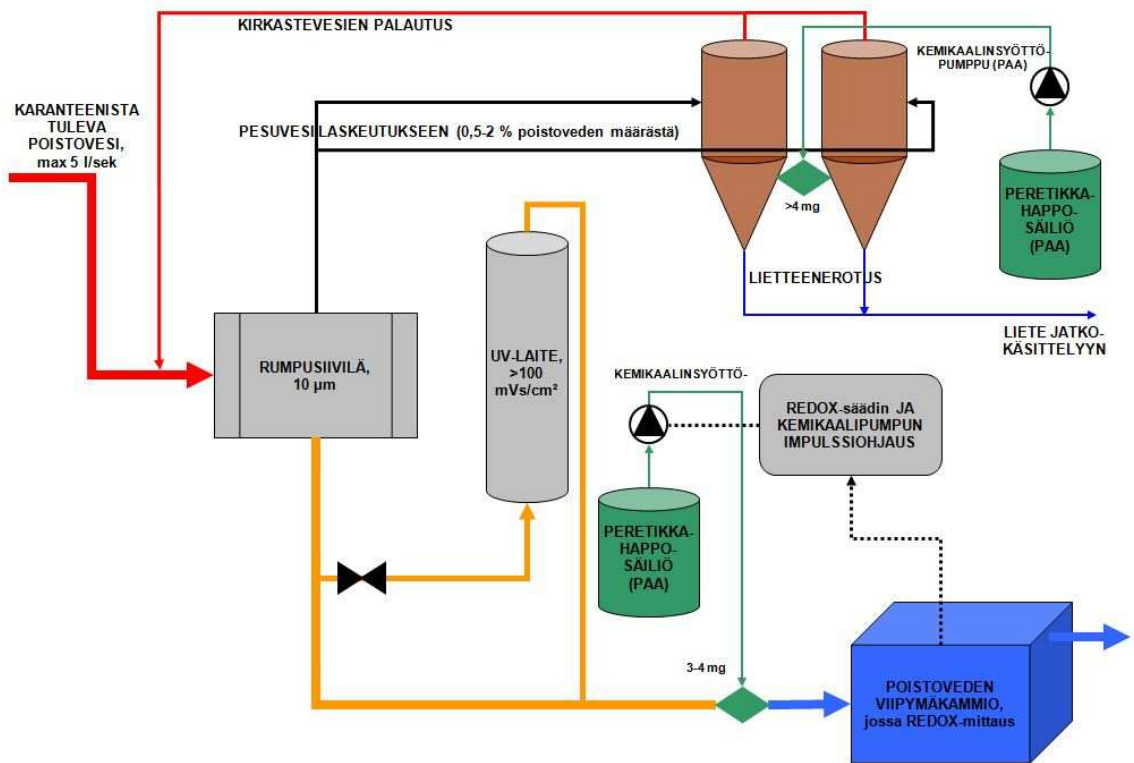 KIRKASTEVESIEN PALAUTUS
KEMIKAALINSYÖTTÖ-
PUMPPU (PAA)
KARANTEENISTA
TULEVA
POISTOVESI,
max 5 l/sek
PESUVESI LASKEUTUKSEEN (0,5-2 % poistoveden määrästä)
>4 mg
PERETIKKA-
HAPPO-
SÄILIÖ
(PAA)
LIETTEENEROTUS
LIETE JATKO-
KÄSITTELYYN
RUMPUSIIVILÄ,
10 µm
UV-LAITE,
>100
mVs/cm²
KEMIKAALINSYÖTTÖ-
REDOX-säädin JA
KEMIKAALIPUMPUN
IMPULSSIOHJAUS
PERETIKKA-
HAPPO-
SÄILIÖ
(PAA)
3-4 mg
POISTOVEDEN
VIIPYMÄKAMMIO,
jossa REDOX-mittaus